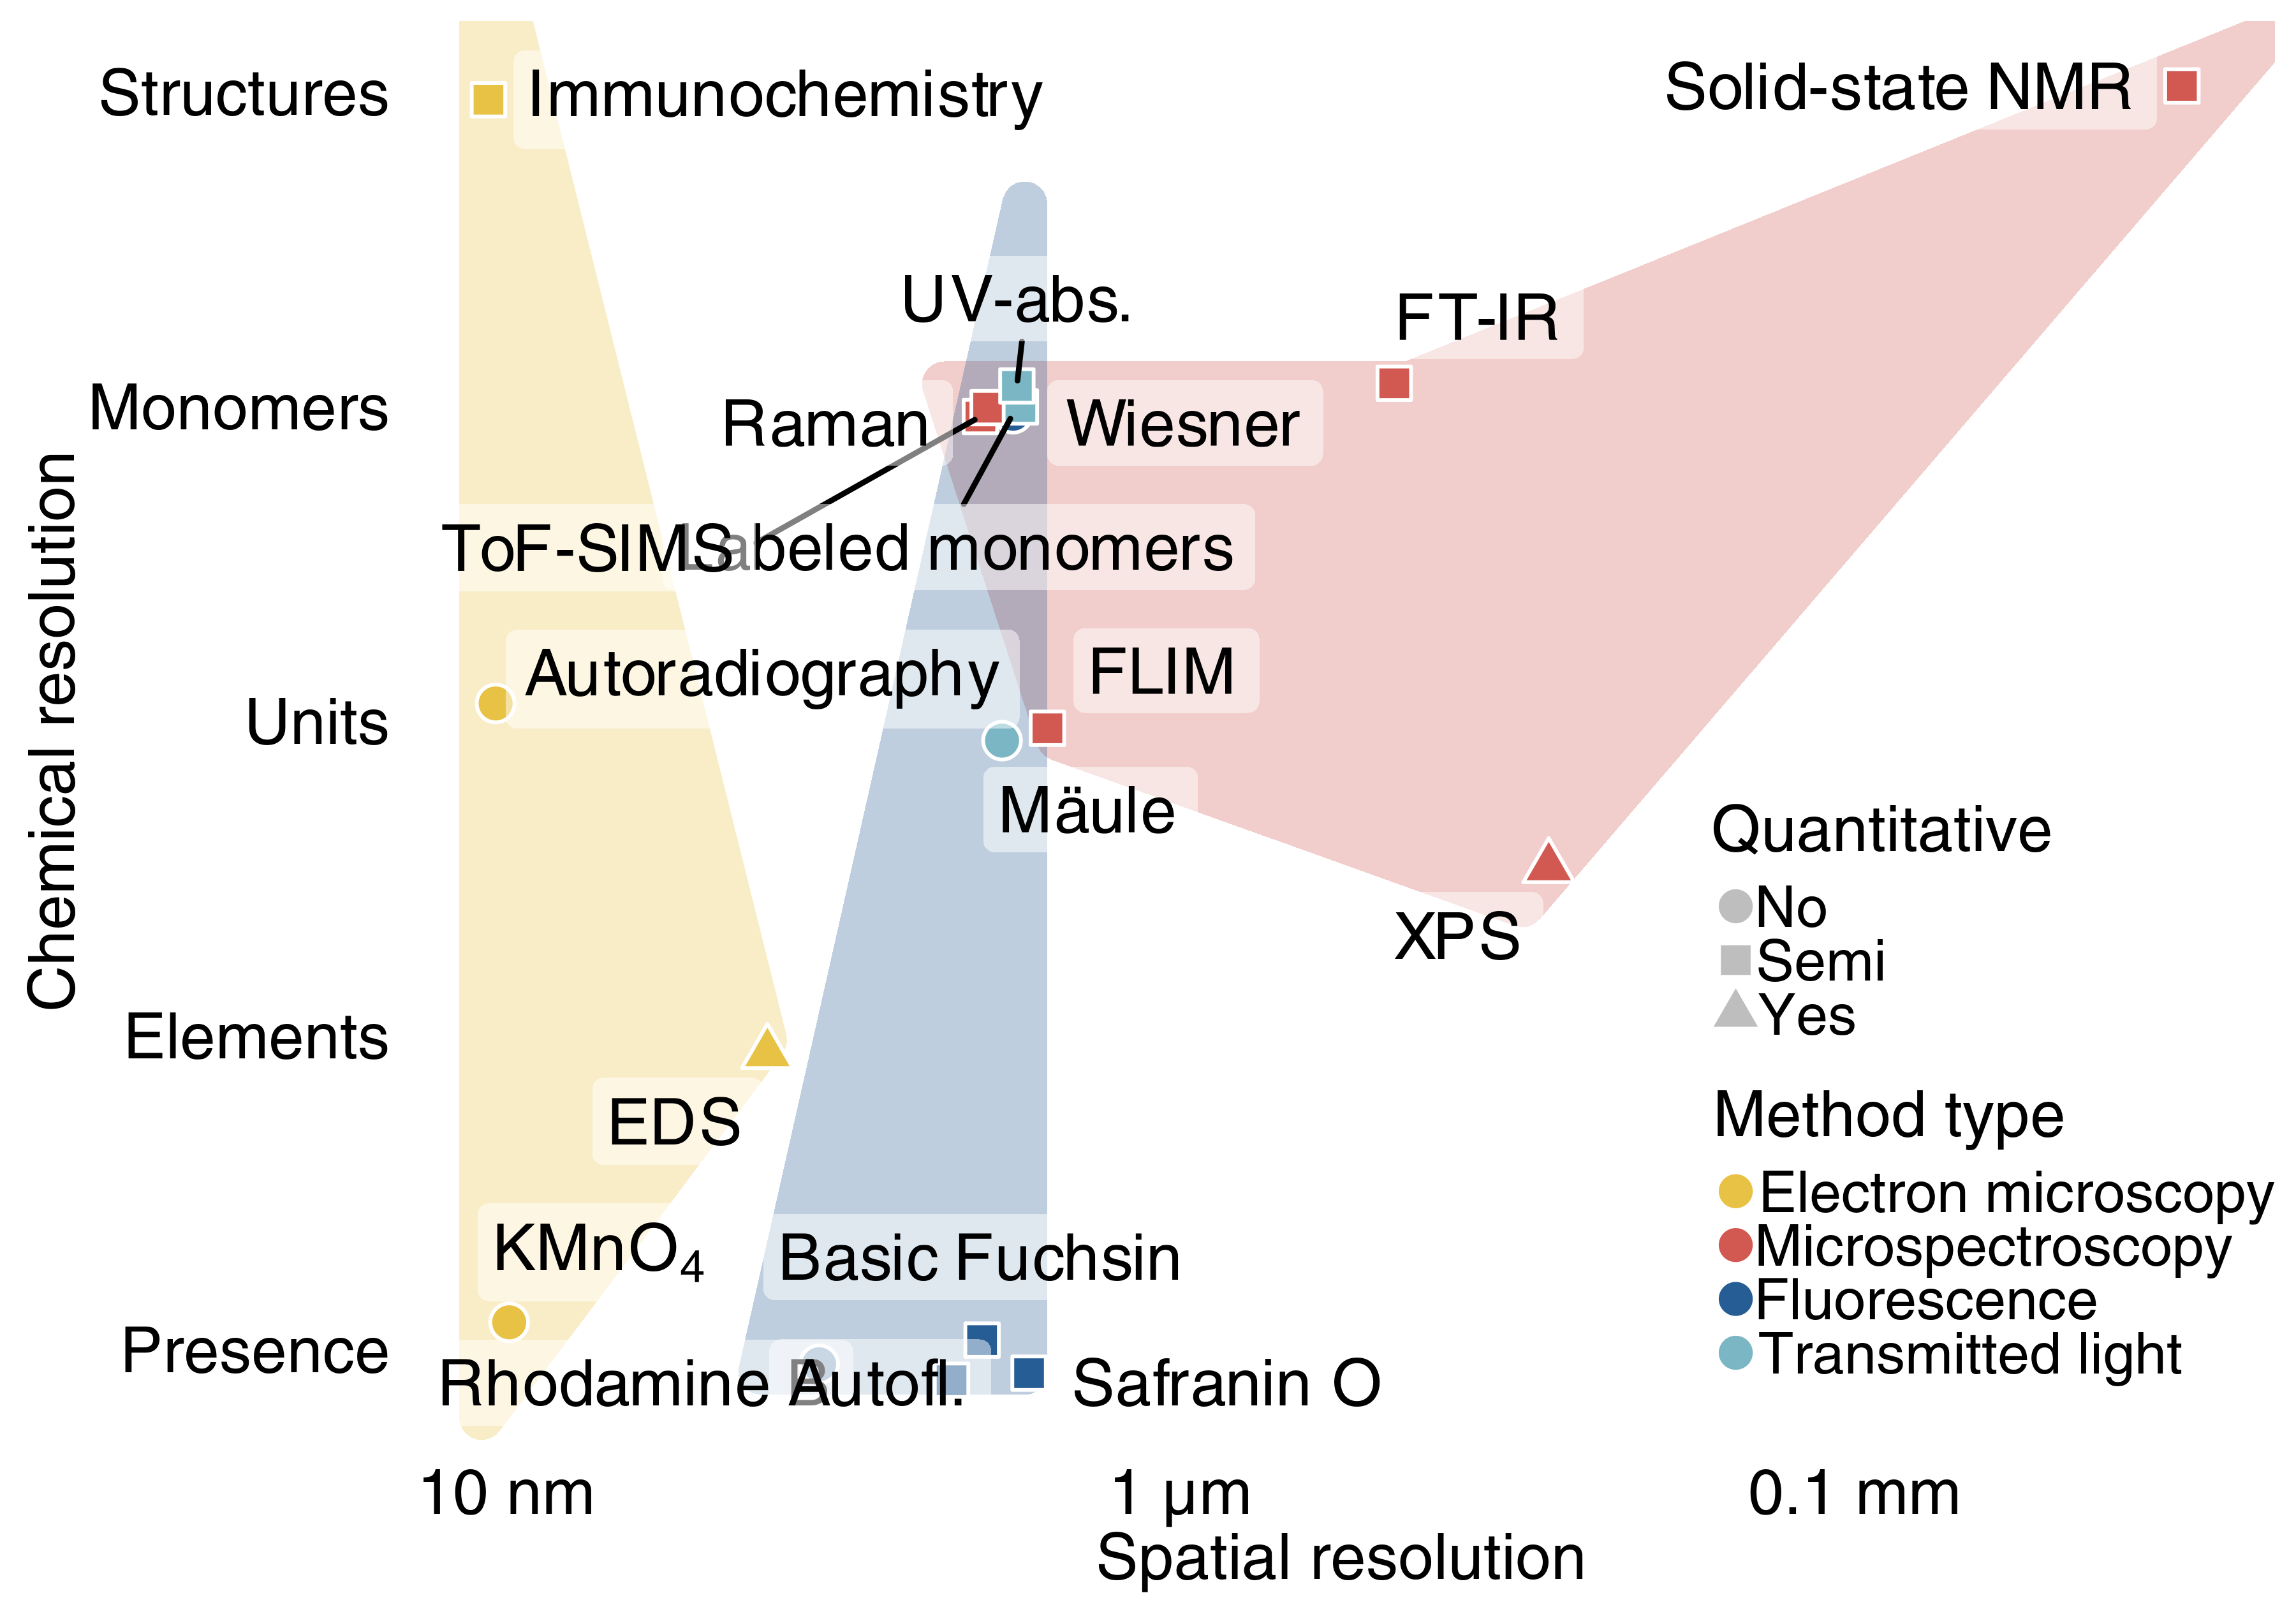 Structures
Immunochemistry
Solid-state NMR
UV-abs.
FT-IR
Monomers
Raman
Wiesner
ToF-SIMS
Labeled monomers
Autoradiography
FLIM
Units
Mäule
Chemical resolution
XPS
Elements
EDS
KMnO₄
Basic Fuchsin
Presence
Rhodamine B
Autofl.
Safranin O
10 nm
1 µm
0.1 mm
Spatial resolution
Quantitative
No
Semi
Yes
Method type
Electron microscopy
Microspectroscopy
Fluorescence
Transmitted light